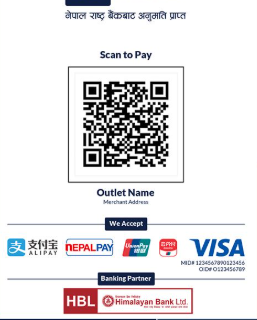 नेपाल राष्ट्र बैंकबाट अनुमति प्राप्त
Scan to Pay
Outlet Name
Merchant Address
We Accept
支付宝
ALIPAY
NEPALPAY
UnionPay
银联
VISA
MID# 1234567890123456
OID# O123456789
Banking Partner
HBL
Himalayan Bank Ltd.